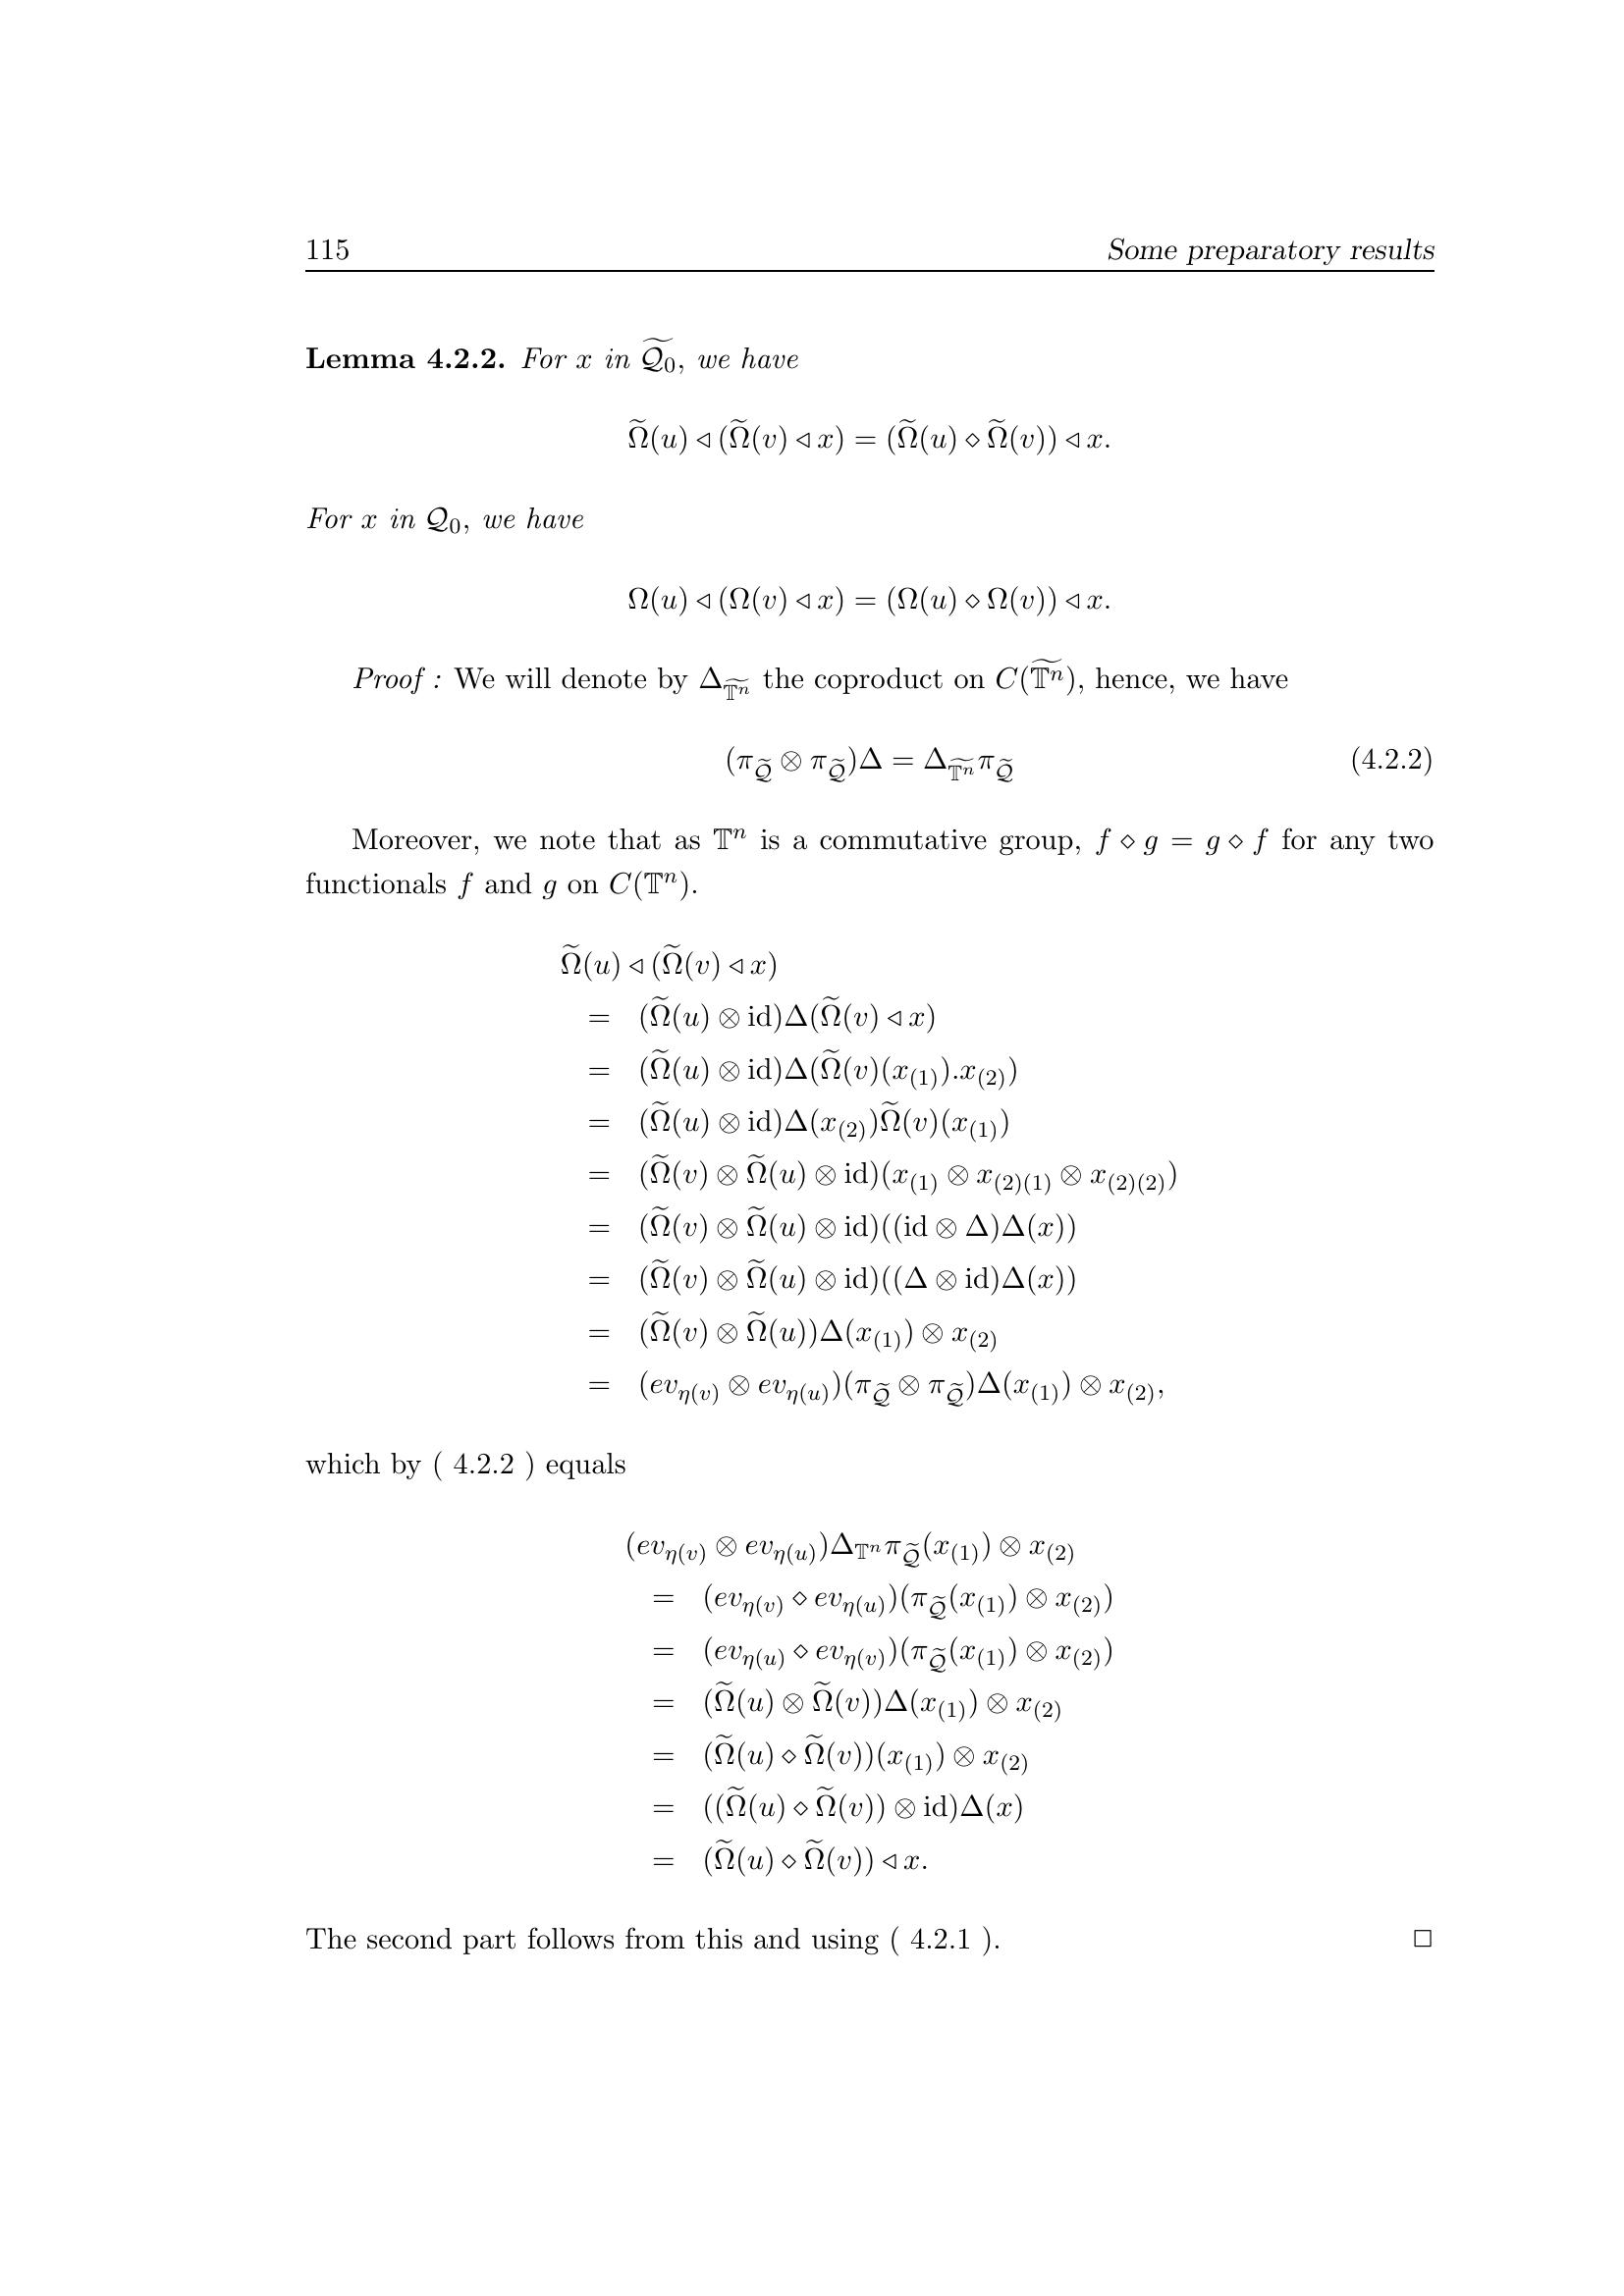 115 Some preparatory results
Lemma 4.2.2. For x in $\widetilde{\mathcal{Q}_0}$, we have
$\widetilde{\Omega}(u) \triangleleft (\widetilde{\Omega}(v) \triangleleft x) = (\widetilde{\Omega}(u) \diamond \widetilde{\Omega}(v)) \triangleleft x.$
For x in $\mathcal{Q}_0$, we have
$\Omega(u) \triangleleft (\Omega(v) \triangleleft x) = (\Omega(u) \diamond \Omega(v)) \triangleleft x.$
Proof : We will denote by $\Delta_{\widetilde{\mathbb{T}^n}}$ the coproduct on $C(\widetilde{\mathbb{T}^n})$, hence, we have
$(\pi_{\widetilde{\mathcal{Q}}} \otimes \pi_{\widetilde{\mathcal{Q}}})\Delta = \Delta_{\widetilde{\mathbb{T}^n}} \pi_{\widetilde{\mathcal{Q}}}$ (4.2.2)
Moreover, we note that as $\mathbb{T}^n$ is a commutative group, $f \diamond g = g \diamond f$ for any two
functionals f and g on $C(\mathbb{T}^n)$.
$\widetilde{\Omega}(u) \triangleleft (\widetilde{\Omega}(v) \triangleleft x)$
$= (\widetilde{\Omega}(u) \otimes \mathrm{id})\Delta(\widetilde{\Omega}(v) \triangleleft x)$
$= (\widetilde{\Omega}(u) \otimes \mathrm{id})\Delta(\widetilde{\Omega}(v)(x_{(1)}).x_{(2)})$
$= (\widetilde{\Omega}(u) \otimes \mathrm{id})\Delta(x_{(2)})\widetilde{\Omega}(v)(x_{(1)})$
$= (\widetilde{\Omega}(v) \otimes \widetilde{\Omega}(u) \otimes \mathrm{id})(x_{(1)} \otimes x_{(2)(1)} \otimes x_{(2)(2)})$
$= (\widetilde{\Omega}(v) \otimes \widetilde{\Omega}(u) \otimes \mathrm{id})((\mathrm{id} \otimes \Delta)\Delta(x))$
$= (\widetilde{\Omega}(v) \otimes \widetilde{\Omega}(u) \otimes \mathrm{id})((\Delta \otimes \mathrm{id})\Delta(x))$
$= (\widetilde{\Omega}(v) \otimes \widetilde{\Omega}(u))\Delta(x_{(1)}) \otimes x_{(2)}$
$= (ev_{\eta(v)} \otimes ev_{\eta(u)})(\pi_{\widetilde{\mathcal{Q}}} \otimes \pi_{\widetilde{\mathcal{Q}}})\Delta(x_{(1)}) \otimes x_{(2)},$
which by ( 4.2.2 ) equals
$(ev_{\eta(v)} \otimes ev_{\eta(u)})\Delta_{\mathbb{T}^n} \pi_{\widetilde{\mathcal{Q}}}(x_{(1)}) \otimes x_{(2)}$
$= (ev_{\eta(v)} \diamond ev_{\eta(u)})(\pi_{\widetilde{\mathcal{Q}}}(x_{(1)}) \otimes x_{(2)})$
$= (ev_{\eta(u)} \diamond ev_{\eta(v)})(\pi_{\widetilde{\mathcal{Q}}}(x_{(1)}) \otimes x_{(2)})$
$= (\widetilde{\Omega}(u) \otimes \widetilde{\Omega}(v))\Delta(x_{(1)}) \otimes x_{(2)}$
$= (\widetilde{\Omega}(u) \diamond \widetilde{\Omega}(v))(x_{(1)}) \otimes x_{(2)}$
$= ((\widetilde{\Omega}(u) \diamond \widetilde{\Omega}(v)) \otimes \mathrm{id})\Delta(x)$
$= (\widetilde{\Omega}(u) \diamond \widetilde{\Omega}(v)) \triangleleft x.$
The second part follows from this and using ( 4.2.1 ). □